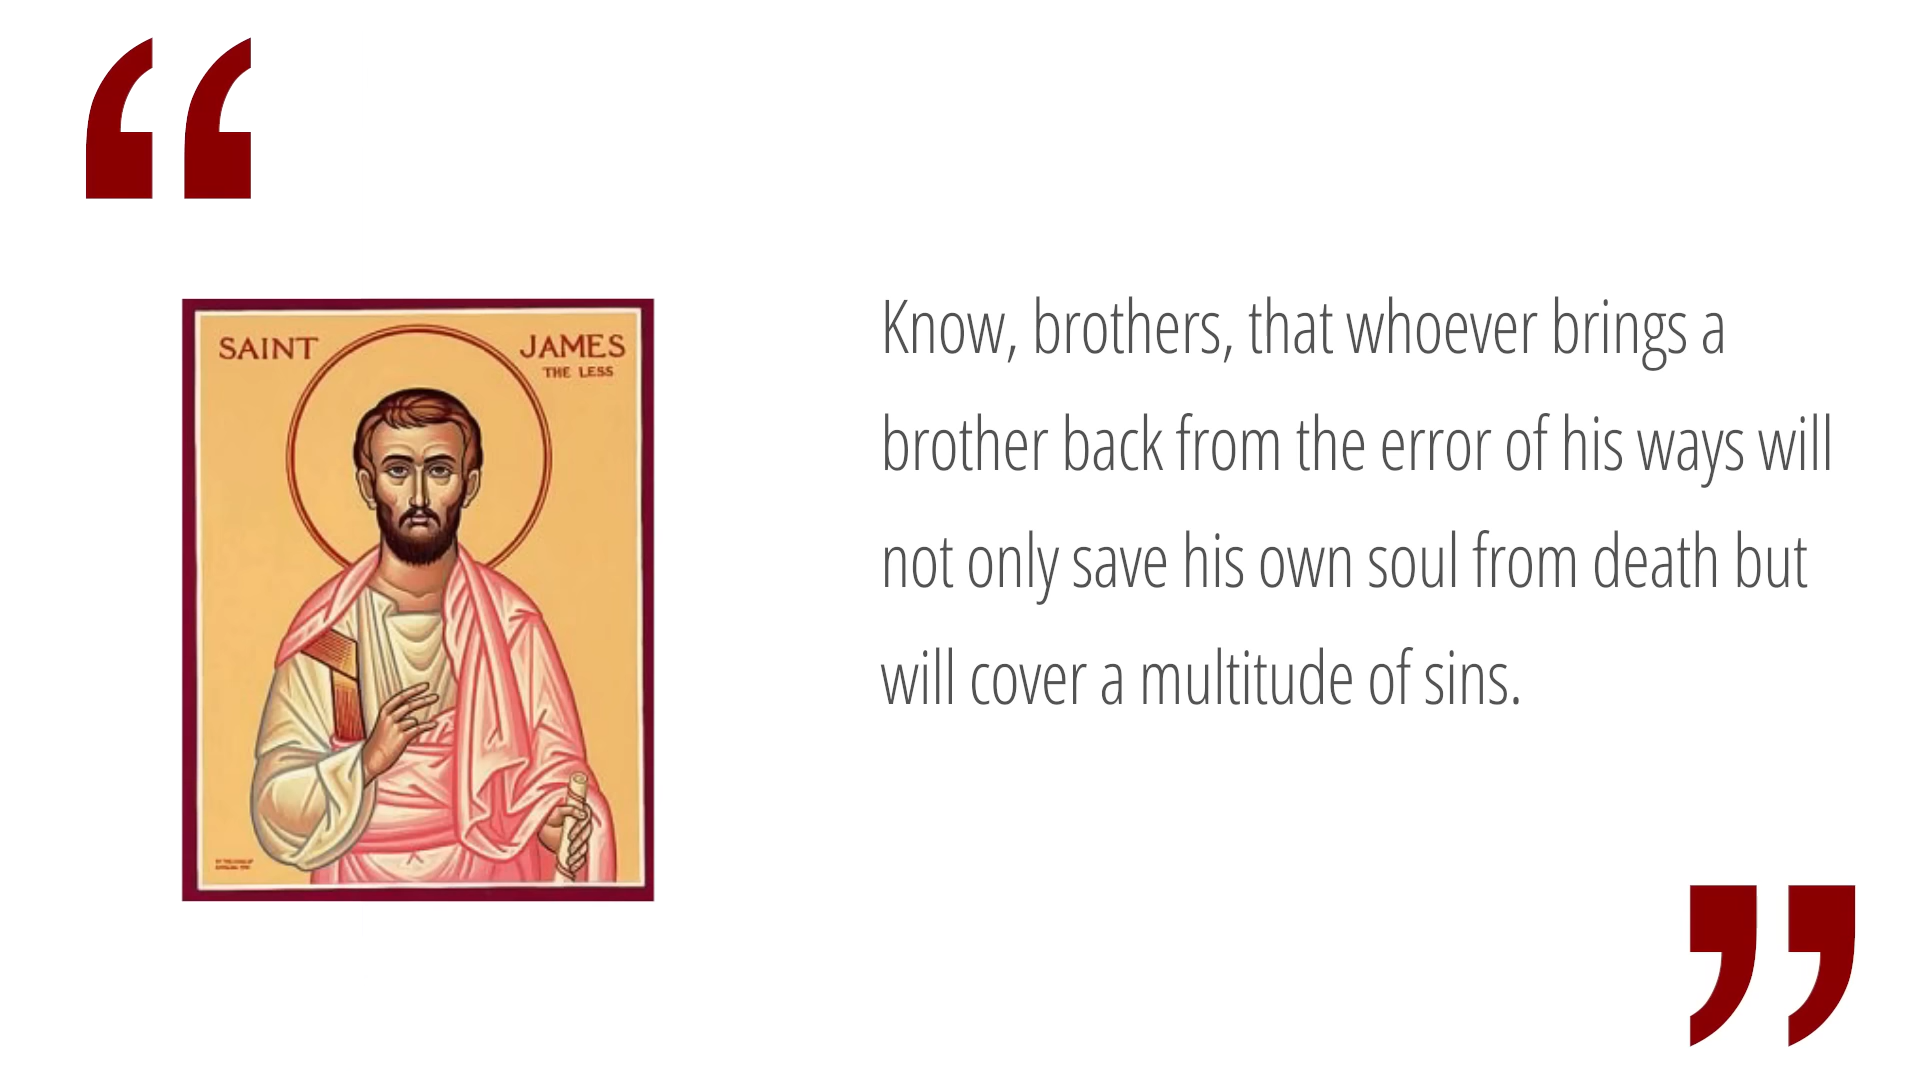 “
SAINT JAMES
THE LESS
Know, brothers, that whoever brings a
brother back from the error of his ways will
not only save his own soul from death but
will cover a multitude of sins.
”